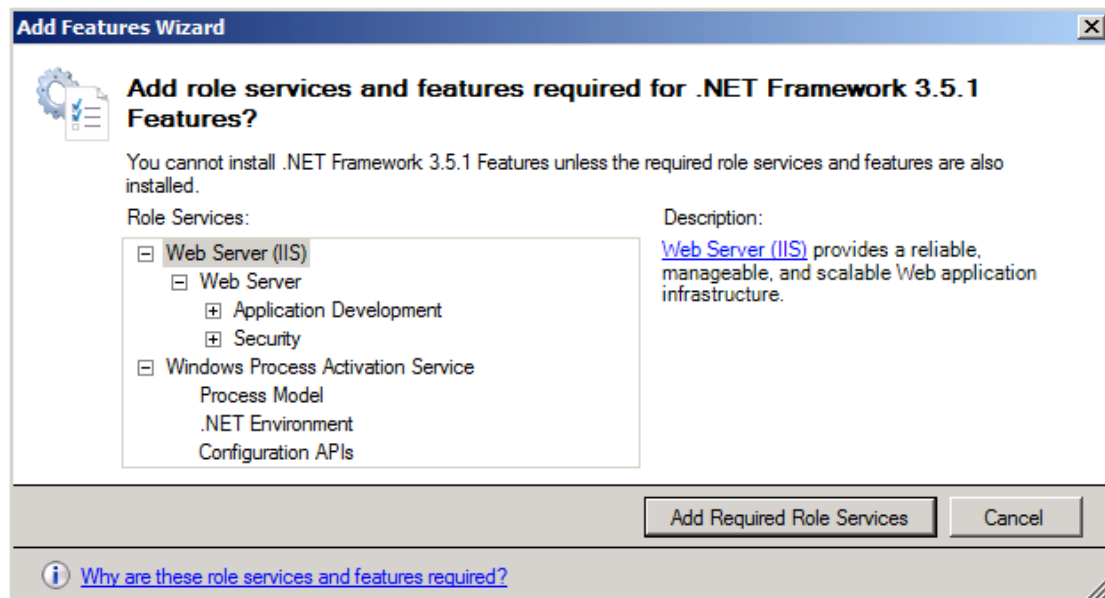 Add Features Wizard
Add role services and features required for .NET Framework 3.5.1
Features?
You cannot install .NET Framework 3.5.1 Features unless the required role services and features are also
installed.
Role Services:
Web Server (IIS)
Web Server
Application Development
Security
Windows Process Activation Service
Process Model
.NET Environment
Configuration APIs
Description:
Web Server (IIS) provides a reliable,
manageable, and scalable Web application
infrastructure.
Add Required Role Services
Cancel
Why are these role services and features required?